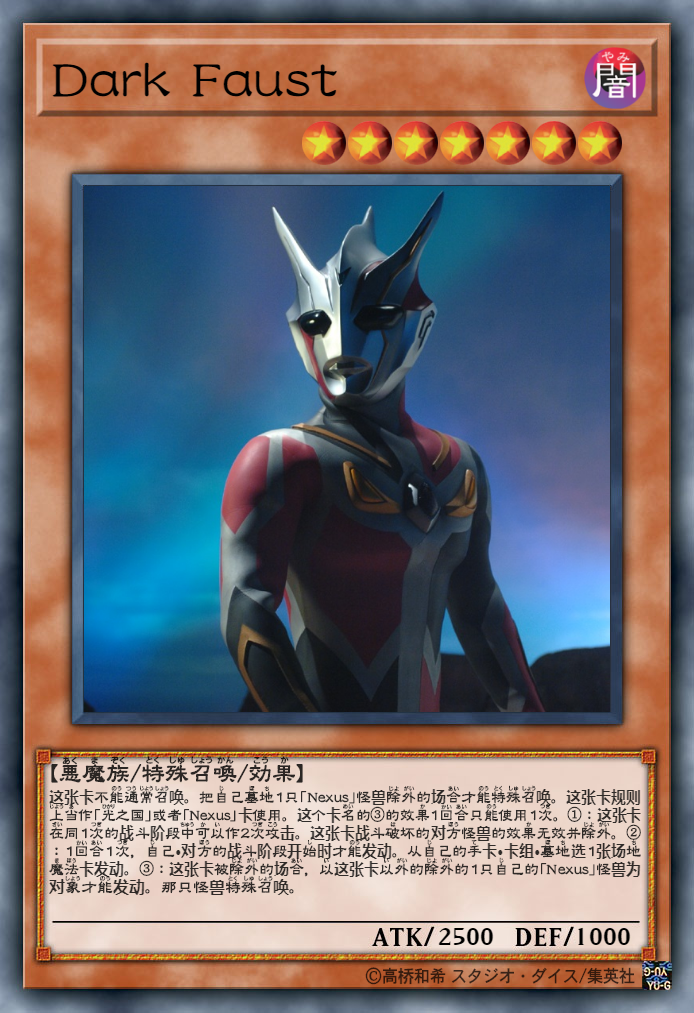 Dark Faust
やみ
闇
【悪魔族/特殊召喚/効果】
这张卡不能通常召唤。把自己墓地1只「Nexus」怪兽除外的场合才能特殊召唤。这张卡规则
上当作「光之国」或者「Nexus」卡使用。这个卡名的③的效果1回合只能使用1次。①：这张卡
在同1次的战斗阶段中可以作2次攻击。这张卡战斗破坏的对方怪兽的效果无效并除外。②
：1回合1次，自己·对方的战斗阶段开始时才能发动。从自己的手卡·卡组·墓地选1张场地
魔法卡发动。③：这张卡被除外的场合，以这张卡以外的除外的1只自己的「Nexus」怪兽为
对象才能发动。那只怪兽特殊召唤。
ATK/2500 DEF/1000
©高桥和希 スタジオ・ダイス/集英社
YU-G